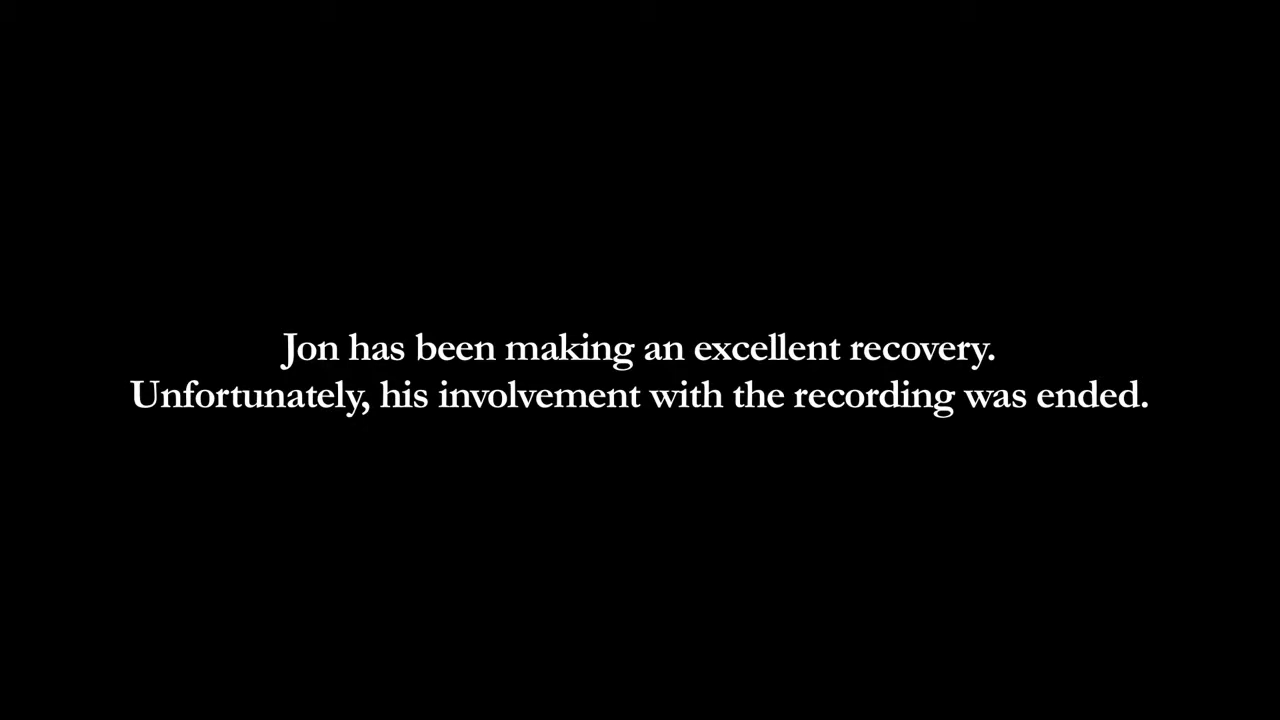 Jon has been making an excellent recovery.
Unfortunately, his involvement with the recording was ended.